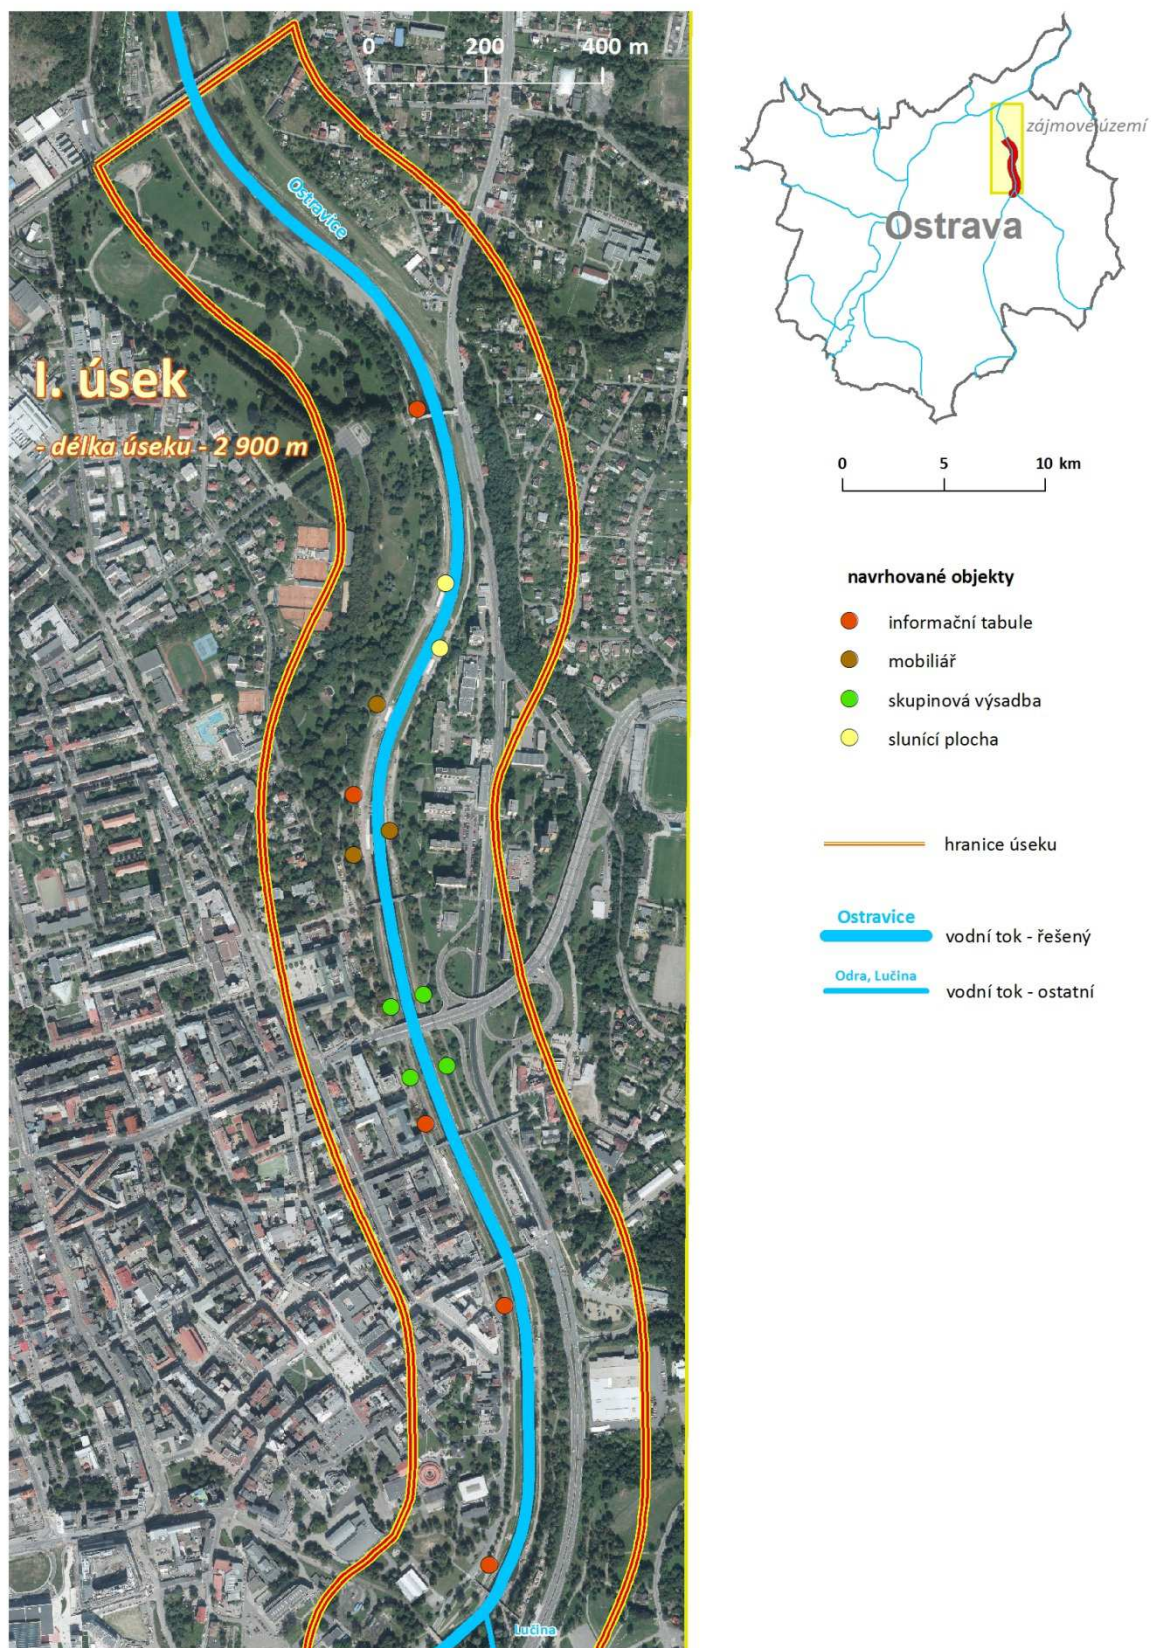 0 200 400 m
Ostravice
I. úsek
- délka úseku - 2 900 m
Lučina
zájmové území
Ostrava
0 5 10 km
navrhované objekty
informační tabule
mobiliář
skupinová výsadba
slunící plocha
hranice úseku
Ostravice
vodní tok - řešený
Odra, Lučina
vodní tok - ostatní